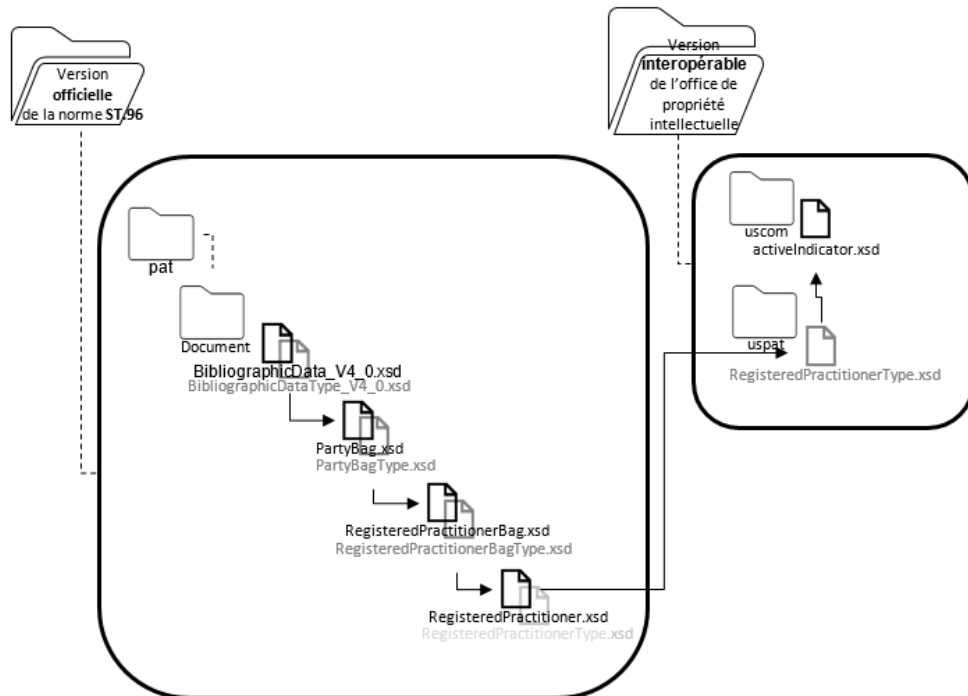 Version
officielle
de la norme ST.96
Version
interopérable
de l’office de
propriété
intellectuelle
pat
Document
BibliographicData_V4_0.xsd
BibliographicDataType_V4_0.xsd
PartyBag.xsd
PartyBagType.xsd
RegisteredPractitionerBag.xsd
RegisteredPractitionerBagType.xsd
RegisteredPractitioner.xsd
RegisteredPractitionerType.xsd
uscom
activeIndicator.xsd
uspat
RegisteredPractitionerType.xsd